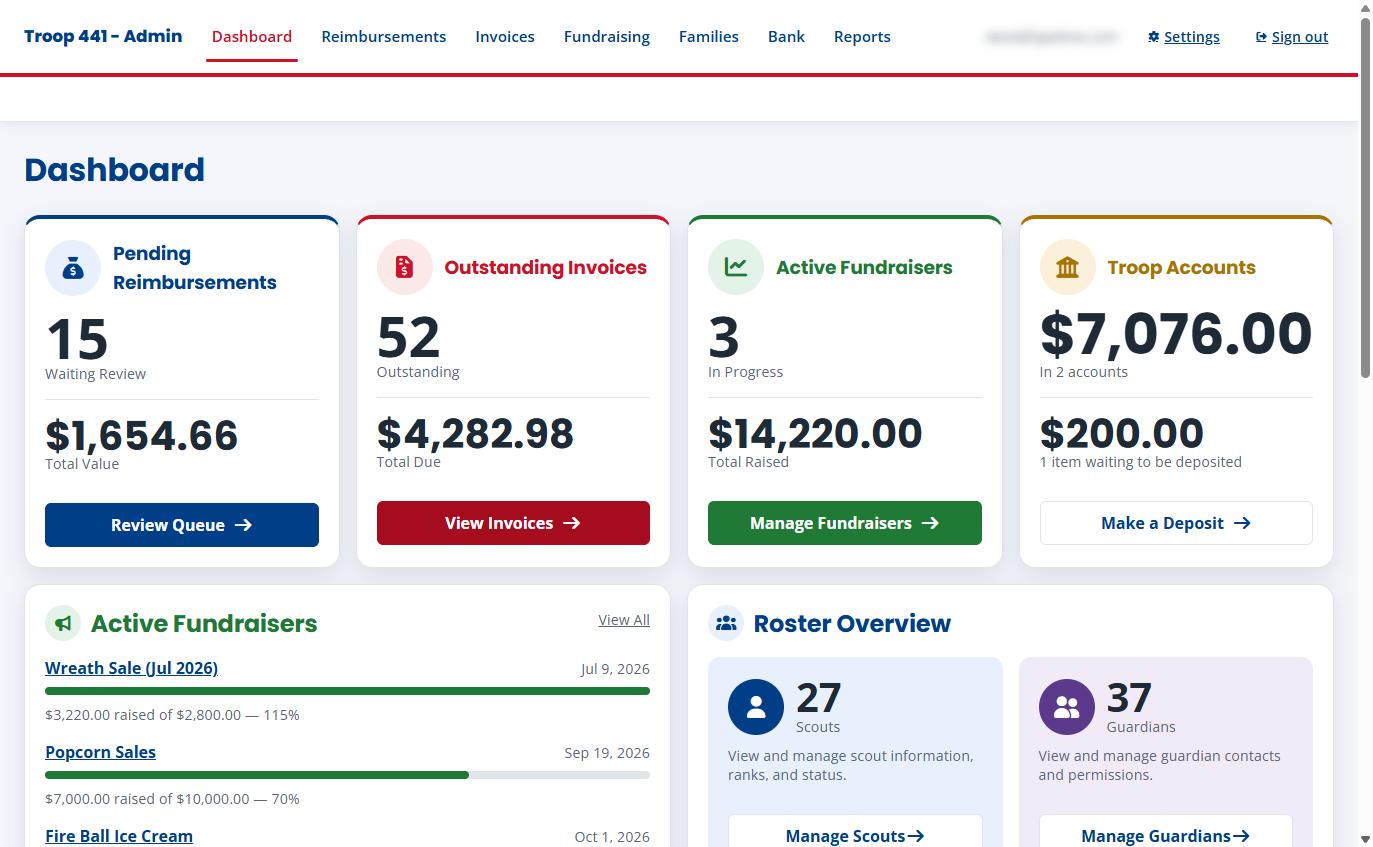 Troop 441 – Admin
Dashboard
Reimbursements
Invoices
Fundraising
Families
Bank
Reports
Settings
Sign out
Dashboard
Pending
Reimbursements
15
Waiting Review
$1,654.66
Total Value
Review Queue →
Outstanding Invoices
52
Outstanding
$4,282.98
Total Due
View Invoices →
Active Fundraisers
3
In Progress
$14,220.00
Total Raised
Manage Fundraisers →
Troop Accounts
$7,076.00
In 2 accounts
$200.00
1 item waiting to be deposited
Make a Deposit →
Active Fundraisers
View All
Wreath Sale (Jul 2026)
Jul 9, 2026
$3,220.00 raised of $2,800.00 — 115%
Popcorn Sales
Sep 19, 2026
$7,000.00 raised of $10,000.00 — 70%
Fire Ball Ice Cream
Oct 1, 2026
Roster Overview
27
Scouts
View and manage scout information,
ranks, and status.
Manage Scouts→
37
Guardians
View and manage guardian contacts
and permissions.
Manage Guardians→